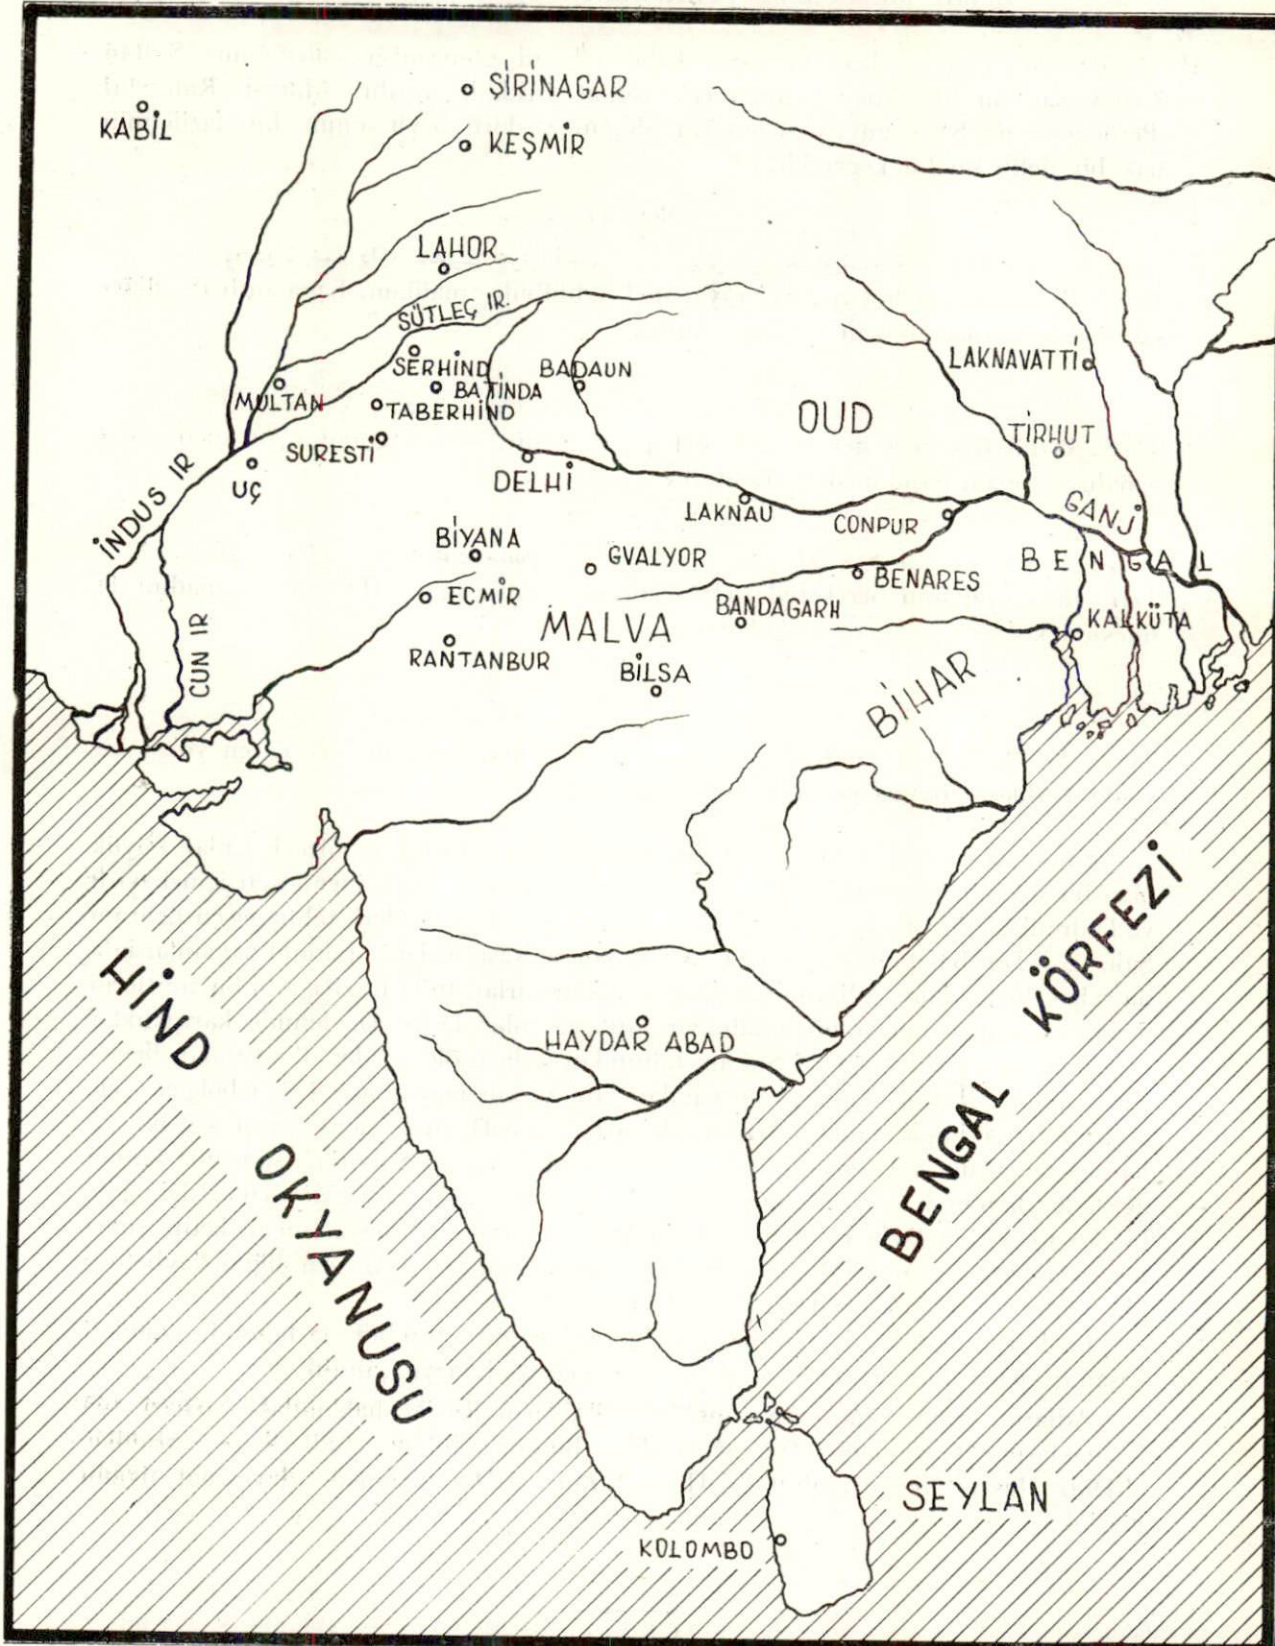 ŞİRİNAGAR
KABİL
KEŞMİR
LAHOR
SÜTLEÇ IR.
SERHİND
BADAUN
LAKNAVATTİ
BATİNDA
MULTAN
TABERHİND
OUD
TİRHUT
SURESTİ
DELHİ
UÇ
İNDUS IR
LAKNAU
CONPUR
GANJ
BİYANA
GVALYOR
BENGAL
ECMİR
BENARES
BANDAGARH
MALVA
KALKÜTA
CUN IR
RANTANBUR
BİLSA
BİHAR
HİND OKYANUSU
BENGAL KÖRFEZİ
HAYDAR ABAD
SEYLAN
KOLOMBO